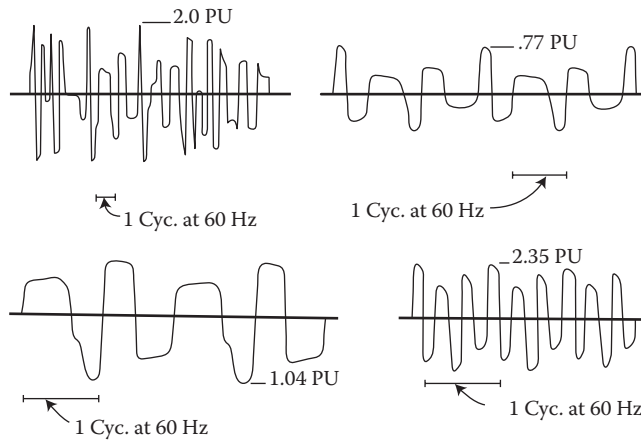 2.0 PU
.77 PU
1 Cyc. at 60 Hz
1 Cyc. at 60 Hz
2.35 PU
1.04 PU
1 Cyc. at 60 Hz
1 Cyc. at 60 Hz